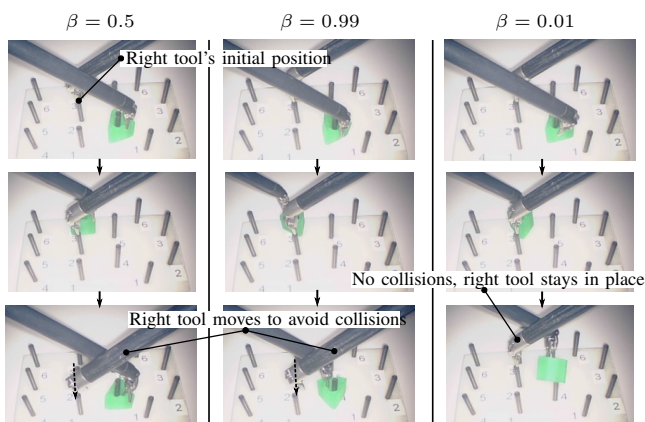 β = 0.5
β = 0.99
β = 0.01
Right tool's initial position
No collisions, right tool stays in place
Right tool moves to avoid collisions